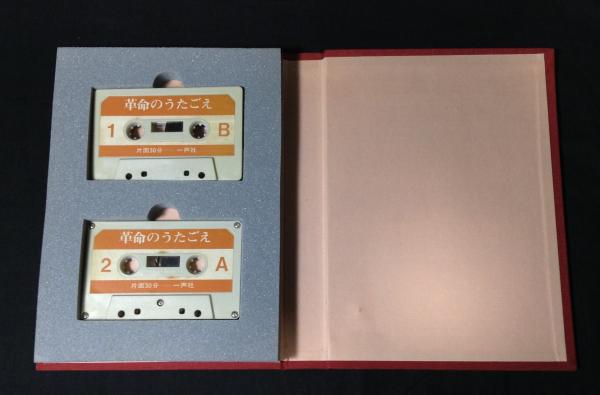 革命のうたごえ
1 B
片面30分 ── 一声社
革命のうたごえ
2 A
片面30分 ── 一声社